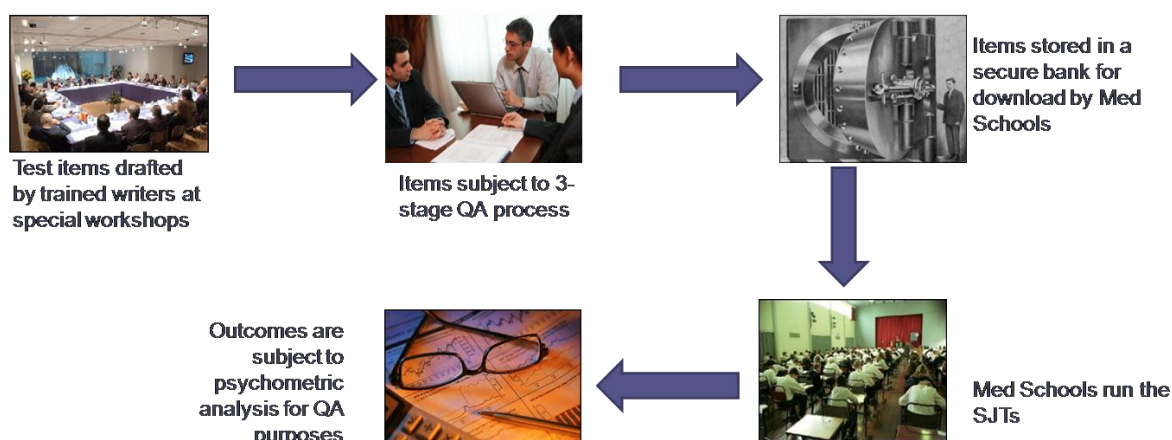 Test items drafted
by trained writers at
special workshops
Items subject to 3-
stage QA process
Items stored in a
secure bank for
download by Med
Schools
Med Schools run the
SJTs
Outcomes are
subject to
psychometric
analysis for QA
purposes